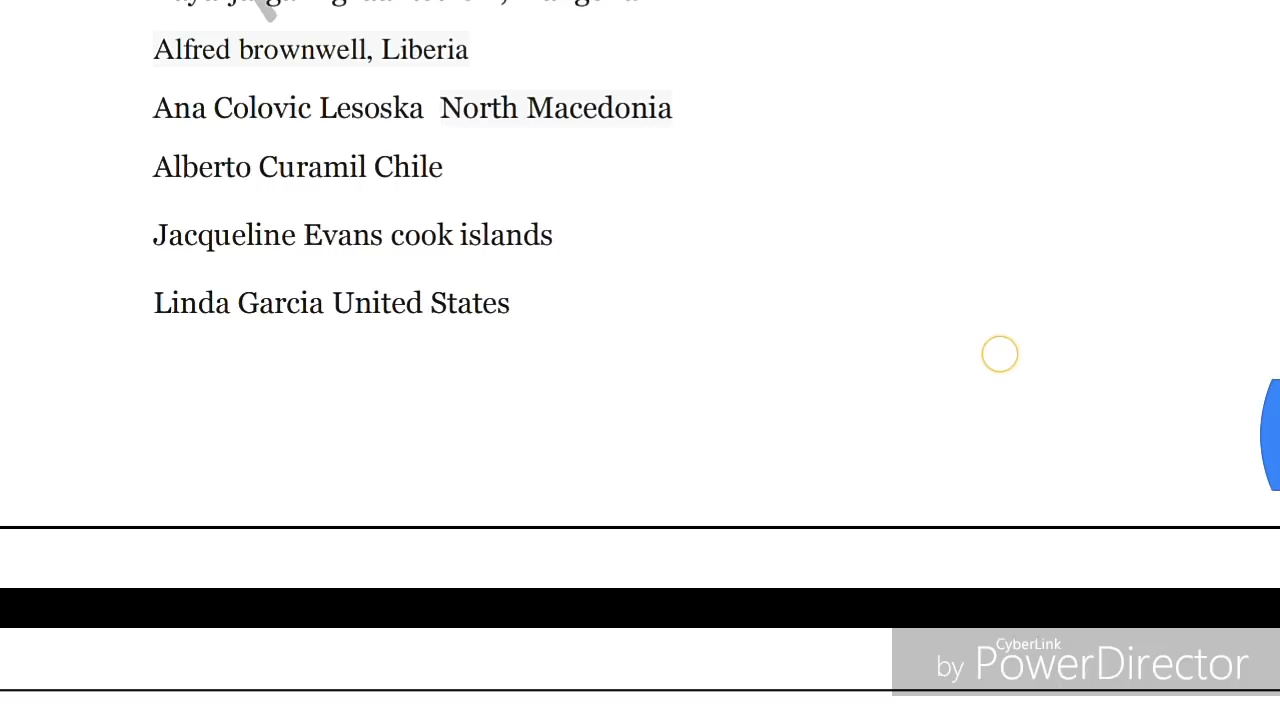 Alfred brownwell, Liberia
Ana Colovic Lesoska North Macedonia
Alberto Curamil Chile
Jacqueline Evans cook islands
Linda Garcia United States
CyberLink
by PowerDirector